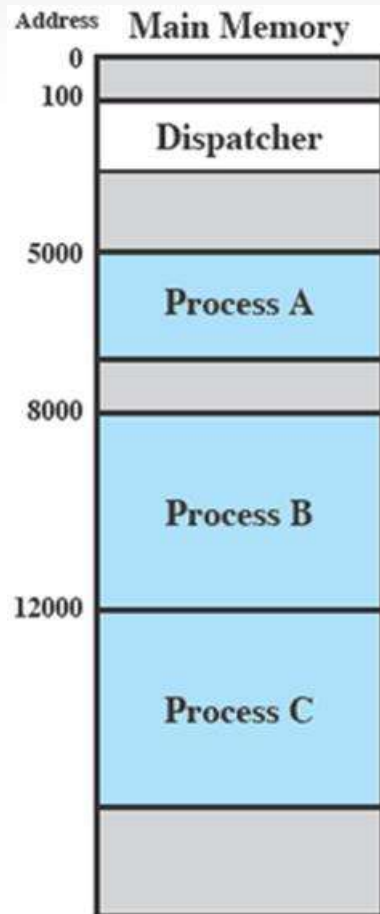 Address Main Memory
0
100
Dispatcher
5000
Process A
8000
Process B
12000
Process C